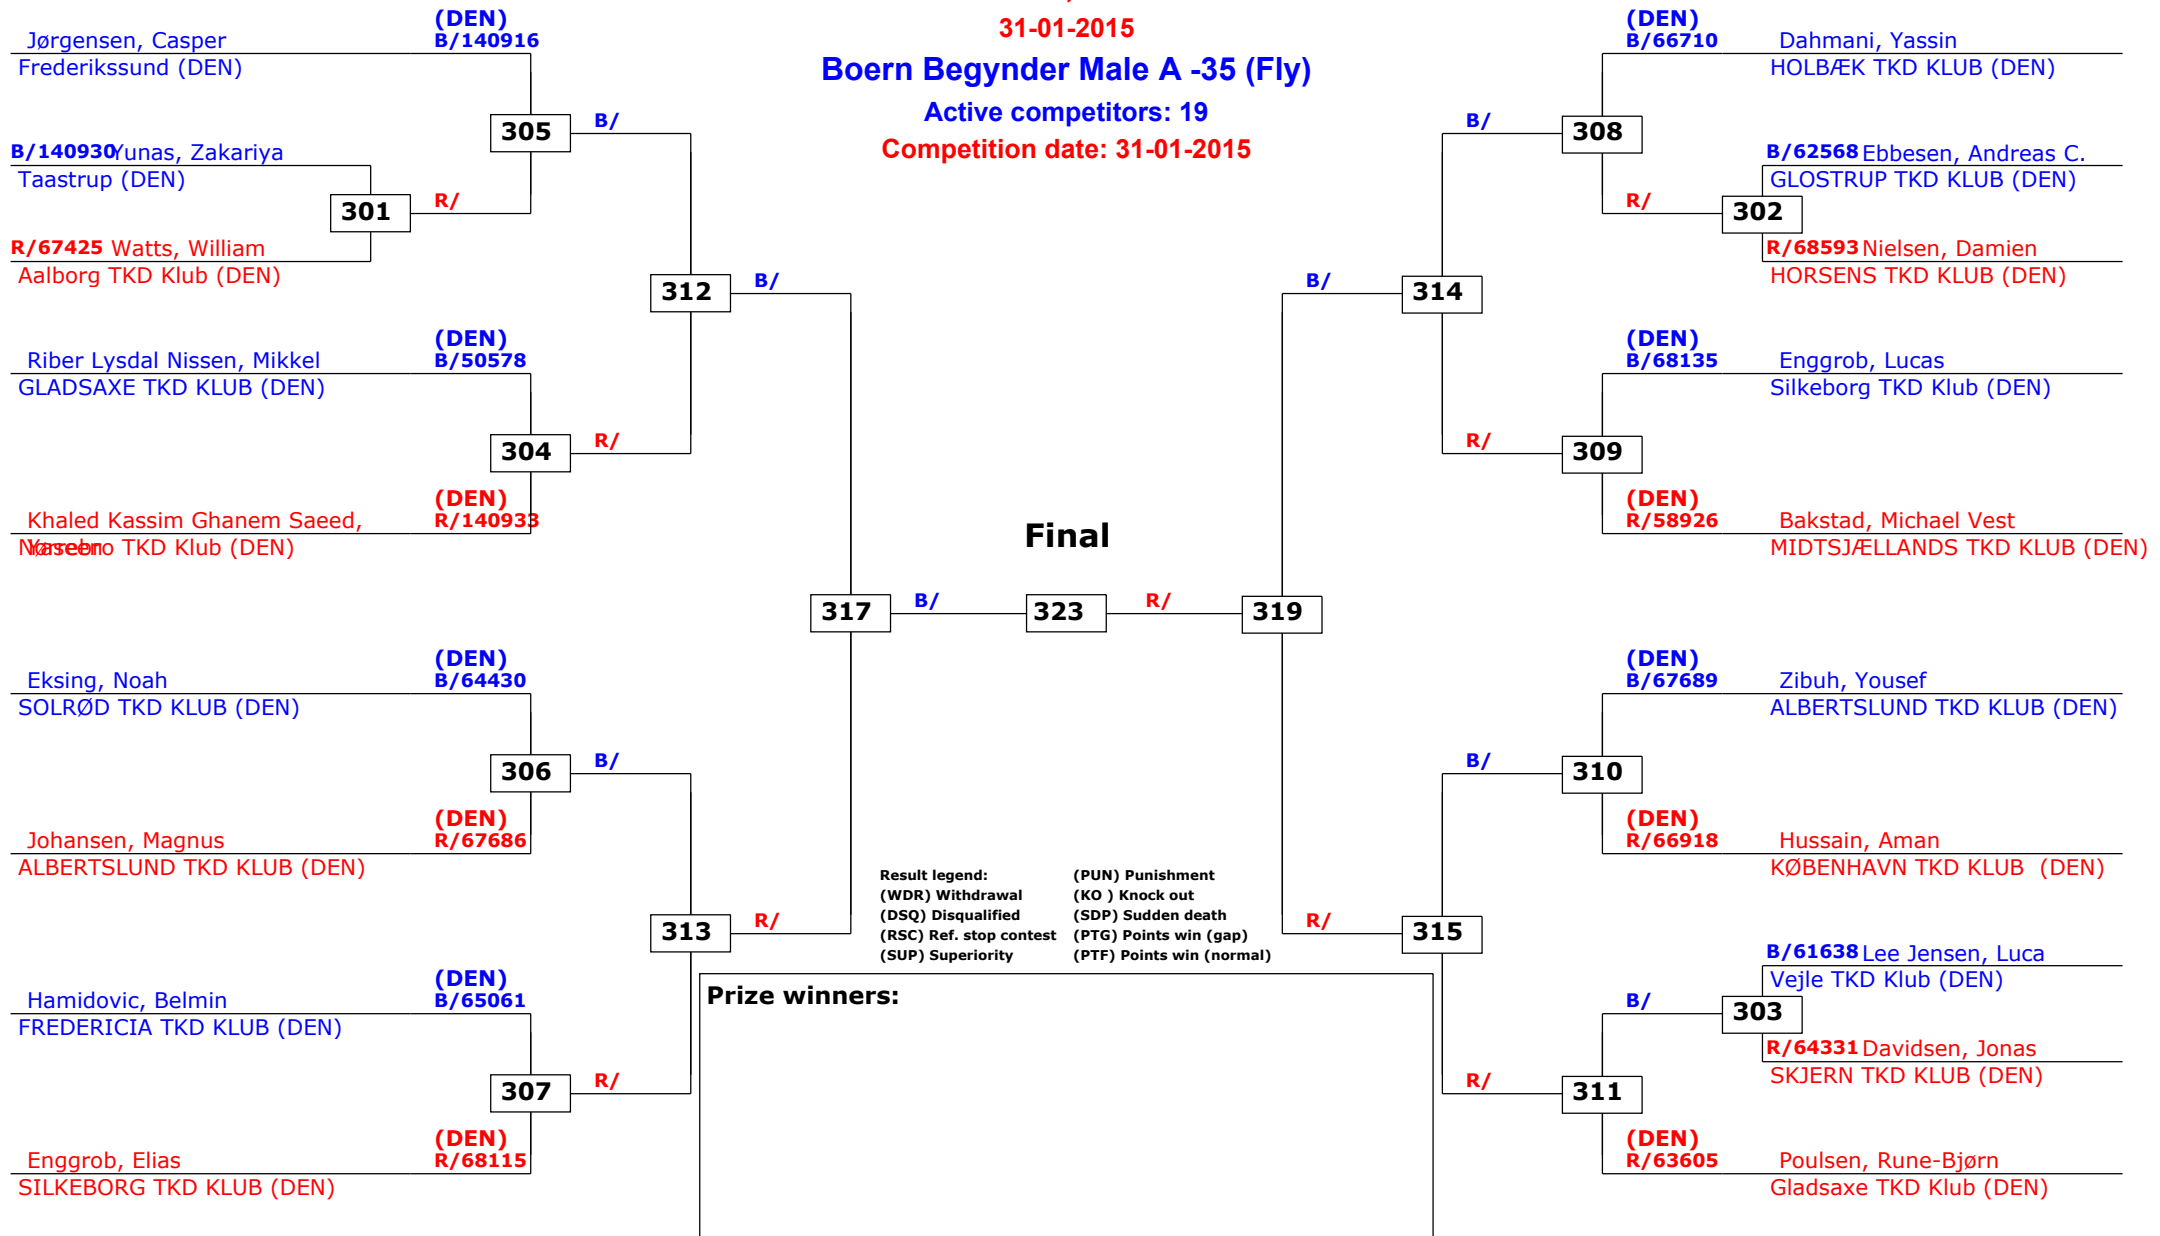 31-01-2015
Boern Begynder Male A -35 (Fly)
Active competitors: 19
Competition date: 31-01-2015
(DEN)
Jørgensen, Casper B/140916
Frederikssund (DEN)
305
B/
B/140930 Yunas, Zakariya
Taastrup (DEN)
301
R/
R/67425 Watts, William
Aalborg TKD Klub (DEN)
312
B/
(DEN)
Riber Lysdal Nissen, Mikkel B/50578
GLADSAXE TKD KLUB (DEN)
304
R/
(DEN)
Khaled Kassim Ghanem Saeed, R/140933
Nørrebro TKD Klub (DEN)
317
B/
(DEN)
Eksing, Noah B/64430
SOLRØD TKD KLUB (DEN)
306
B/
(DEN)
Johansen, Magnus R/67686
ALBERTSLUND TKD KLUB (DEN)
313
R/
(DEN)
Hamidovic, Belmin B/65061
FREDERICIA TKD KLUB (DEN)
307
R/
(DEN)
Enggrob, Elias R/68115
SILKEBORG TKD KLUB (DEN)
Final
323
R/
319
(DEN)
B/66710 Dahmani, Yassin
HOLBÆK TKD KLUB (DEN)
B/
308
B/62568 Ebbesen, Andreas C.
GLOSTRUP TKD KLUB (DEN)
R/
302
R/68593 Nielsen, Damien
HORSENS TKD KLUB (DEN)
B/
314
(DEN)
B/68135 Enggrob, Lucas
Silkeborg TKD Klub (DEN)
R/
309
(DEN)
R/58926 Bakstad, Michael Vest
MIDTSJÆLLANDS TKD KLUB (DEN)
(DEN)
B/67689 Zibuh, Yousef
ALBERTSLUND TKD KLUB (DEN)
B/
310
(DEN)
R/66918 Hussain, Aman
KØBENHAVN TKD KLUB (DEN)
R/
315
B/61638 Lee Jensen, Luca
Vejle TKD Klub (DEN)
B/
303
R/64331 Davidsen, Jonas
SKJERN TKD KLUB (DEN)
R/
311
(DEN)
R/63605 Poulsen, Rune-Bjørn
Gladsaxe TKD Klub (DEN)
Result legend: (PUN) Punishment
(WDR) Withdrawal (KO ) Knock out
(DSQ) Disqualified (SDP) Sudden death
(RSC) Ref. stop contest (PTG) Points win (gap)
(SUP) Superiority (PTF) Points win (normal)
Prize winners: